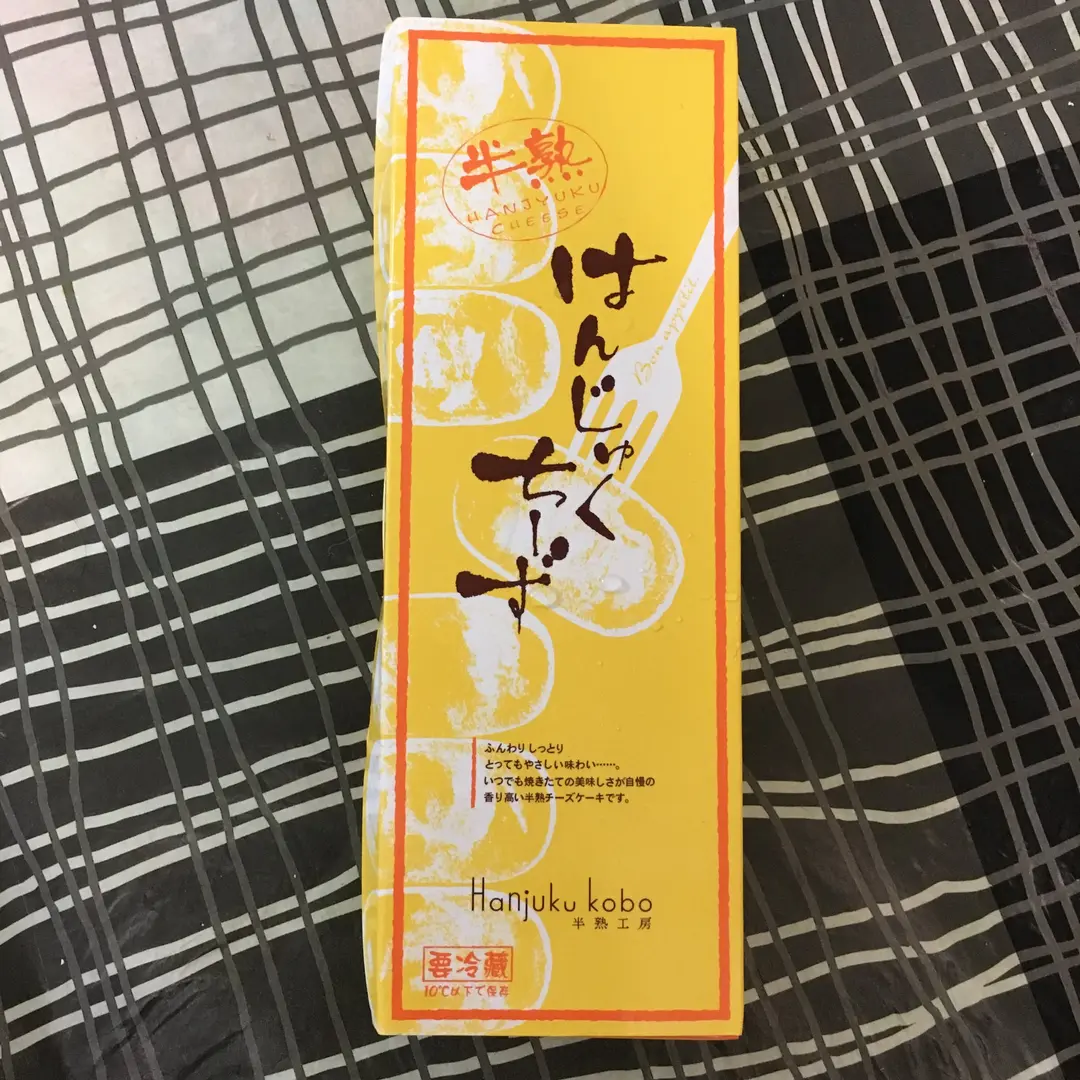 半熟
HANJYUKU
CHEESE
はんじゅく
ちーず
Bon appétit
ふんわり しっとり
とってもやさしい味わい……。
いつでも焼きたての美味しさが自慢の
香り高い半熟チーズケーキです。
Hanjuku kobo
半熟工房
要冷蔵
10℃以下で保存